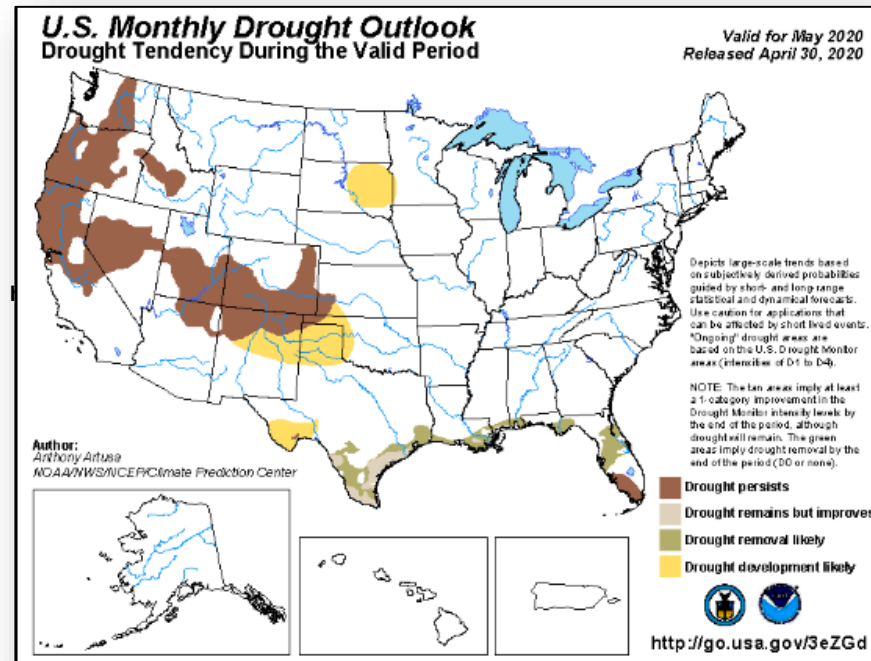 U.S. Monthly Drought Outlook
Drought Tendency During the Valid Period
Valid for May 2020
Released April 30, 2020
Depicts large-scale trends based
on subjectively derived probabilities
guided by short- and long-range
statistical and dynamical forecasts.
Use caution for applications that
can be affected by short lived events.
"Ongoing" drought areas are
based on the U.S. Drought Monitor
areas (intensities of D1 to D4).
NOTE: The tan areas imply at least
a 1-category improvement in the
Drought Monitor intensity levels by
the end of the period, although
drought will remain. The green
areas imply drought removal by the
end of the period (D0 or none).
Author:
Anthony Artusa
NOAA/NWS/NCEP/Climate Prediction Center
Drought persists
Drought remains but improves
Drought removal likely
Drought development likely
http://go.usa.gov/3eZGd